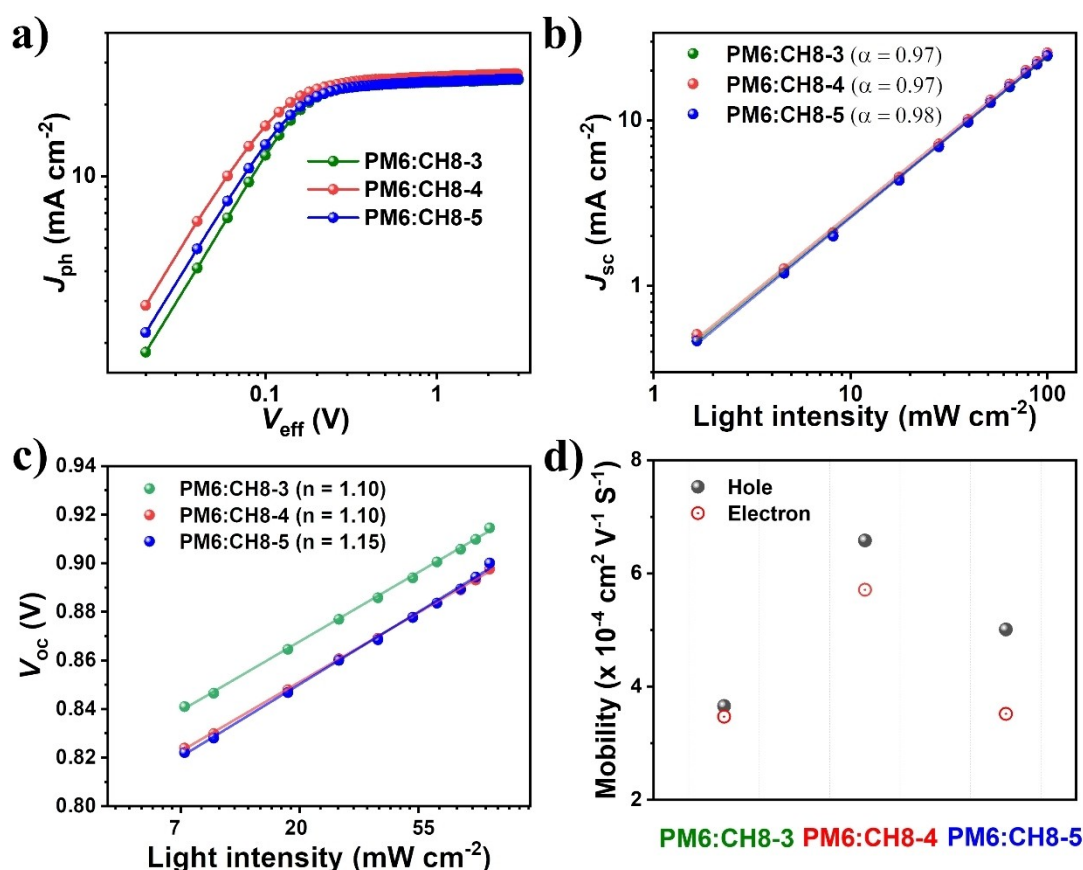 a)
J_ph (mA cm⁻²)
10
PM6:CH8-3
PM6:CH8-4
PM6:CH8-5
0.1
1
V_eff (V)
b)
J_sc (mA cm⁻²)
10
1
PM6:CH8-3 (α = 0.97)
PM6:CH8-4 (α = 0.97)
PM6:CH8-5 (α = 0.98)
1
10
100
Light intensity (mW cm⁻²)
c)
V_oc (V)
0.94
0.92
0.90
0.88
0.86
0.84
0.82
0.80
PM6:CH8-3 (n = 1.10)
PM6:CH8-4 (n = 1.10)
PM6:CH8-5 (n = 1.15)
7
20
55
Light intensity (mW cm⁻²)
d)
Mobility (x 10⁻⁴ cm² V⁻¹ S⁻¹)
8
6
4
2
Hole
Electron
PM6:CH8-3 PM6:CH8-4 PM6:CH8-5